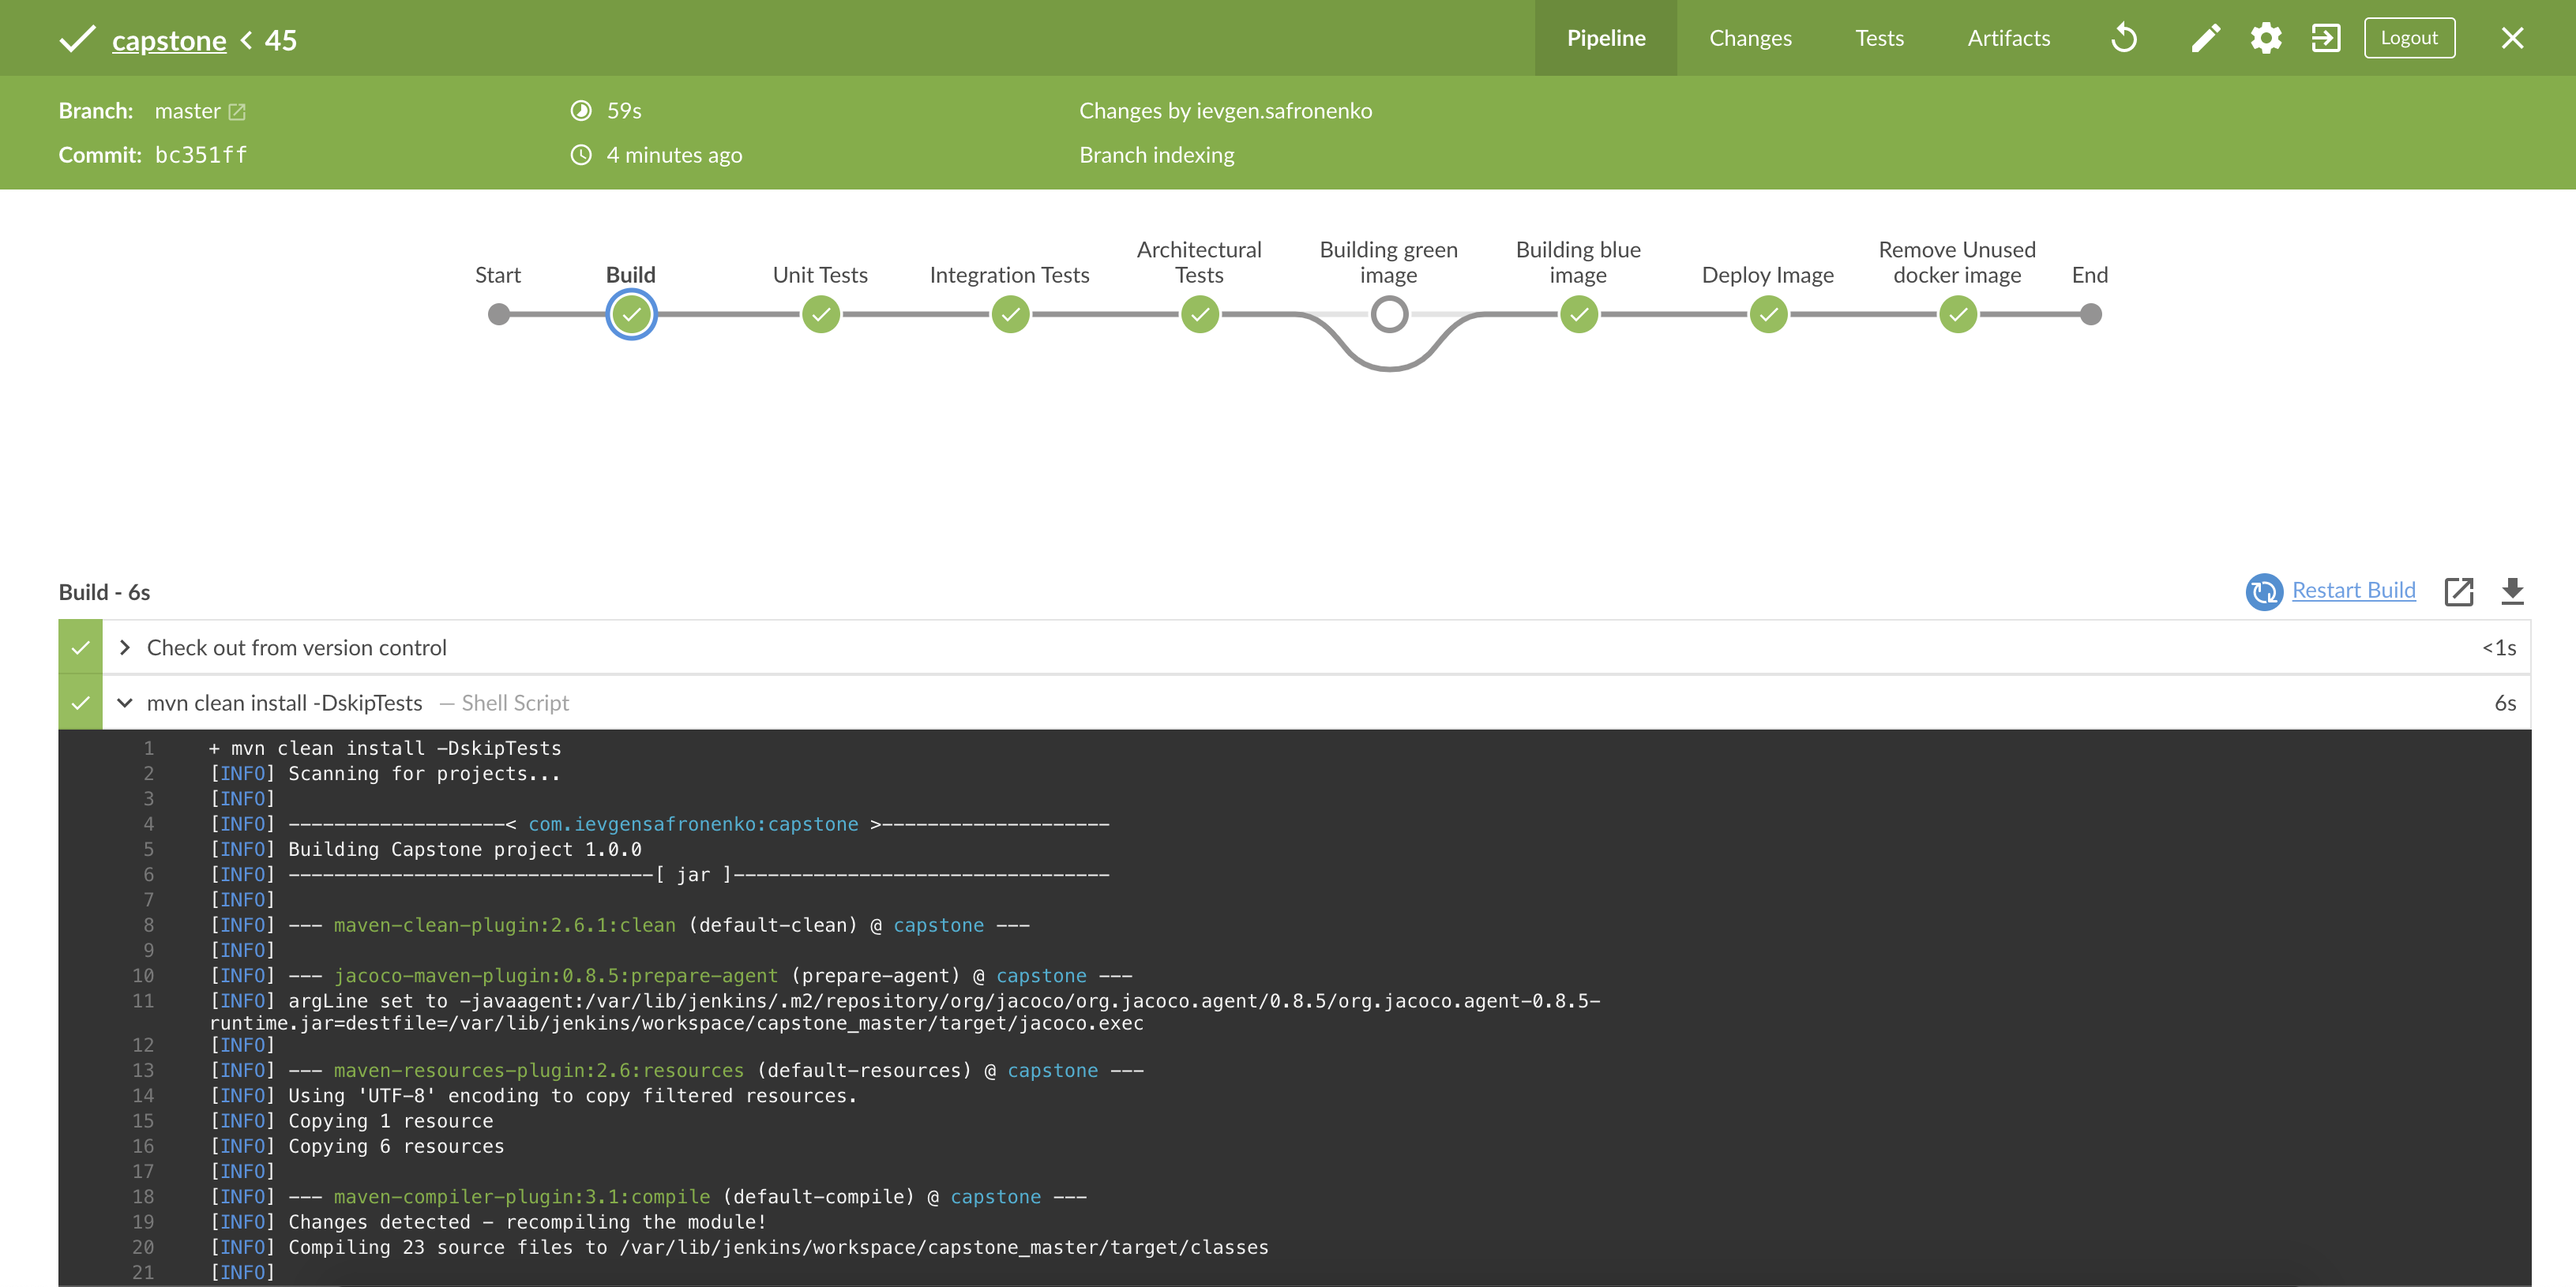 capstone < 45 Pipeline Changes Tests Artifacts Logout
Branch: master 59s Changes by ievgen.safronenko
Commit: bc351ff 4 minutes ago Branch indexing
Start Build Unit Tests Integration Tests Architectural Tests Building green image Building blue image Deploy Image Remove Unused docker image End
Build - 6s Restart Build
Check out from version control <1s
mvn clean install -DskipTests — Shell Script 6s
1 + mvn clean install -DskipTests
2 [INFO] Scanning for projects...
3 [INFO]
4 [INFO] -------------------< com.ievgensafronenko:capstone >--------------------
5 [INFO] Building Capstone project 1.0.0
6 [INFO] --------------------------------[ jar ]---------------------------------
7 [INFO]
8 [INFO] --- maven-clean-plugin:2.6.1:clean (default-clean) @ capstone ---
9 [INFO]
10 [INFO] --- jacoco-maven-plugin:0.8.5:prepare-agent (prepare-agent) @ capstone ---
11 [INFO] argLine set to -javaagent:/var/lib/jenkins/.m2/repository/org/jacoco/org.jacoco.agent/0.8.5/org.jacoco.agent-0.8.5-
runtime.jar=destfile=/var/lib/jenkins/workspace/capstone_master/target/jacoco.exec
12 [INFO]
13 [INFO] --- maven-resources-plugin:2.6:resources (default-resources) @ capstone ---
14 [INFO] Using 'UTF-8' encoding to copy filtered resources.
15 [INFO] Copying 1 resource
16 [INFO] Copying 6 resources
17 [INFO]
18 [INFO] --- maven-compiler-plugin:3.1:compile (default-compile) @ capstone ---
19 [INFO] Changes detected - recompiling the module!
20 [INFO] Compiling 23 source files to /var/lib/jenkins/workspace/capstone_master/target/classes
21 [INFO]